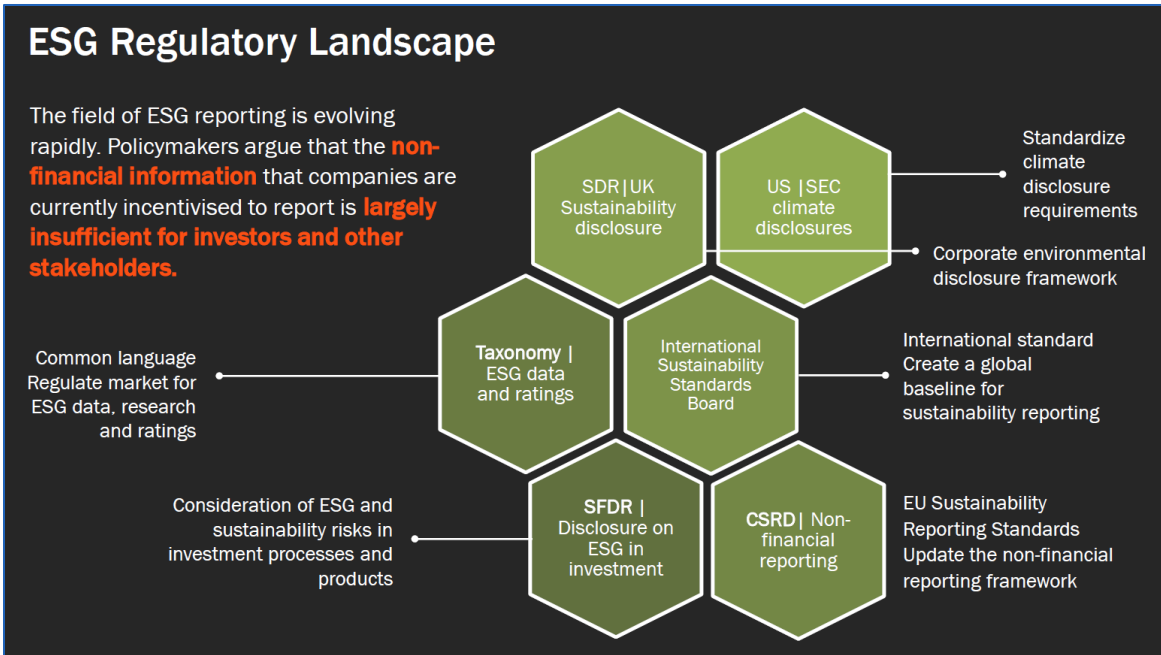 ESG Regulatory Landscape
The field of ESG reporting is evolving
rapidly. Policymakers argue that the non-
financial information that companies are
currently incentivised to report is largely
insufficient for investors and other
stakeholders.
SDR|UK
Sustainability
disclosure
US |SEC
climate
disclosures
Standardize
climate
disclosure
requirements
Corporate environmental
disclosure framework
Common language
Regulate market for
ESG data, research
and ratings
Taxonomy |
ESG data
and ratings
International
Sustainability
Standards
Board
International standard
Create a global
baseline for
sustainability reporting
Consideration of ESG and
sustainability risks in
investment processes and
products
SFDR |
Disclosure on
ESG in
investment
CSRD| Non-
financial
reporting
EU Sustainability
Reporting Standards
Update the non-financial
reporting framework